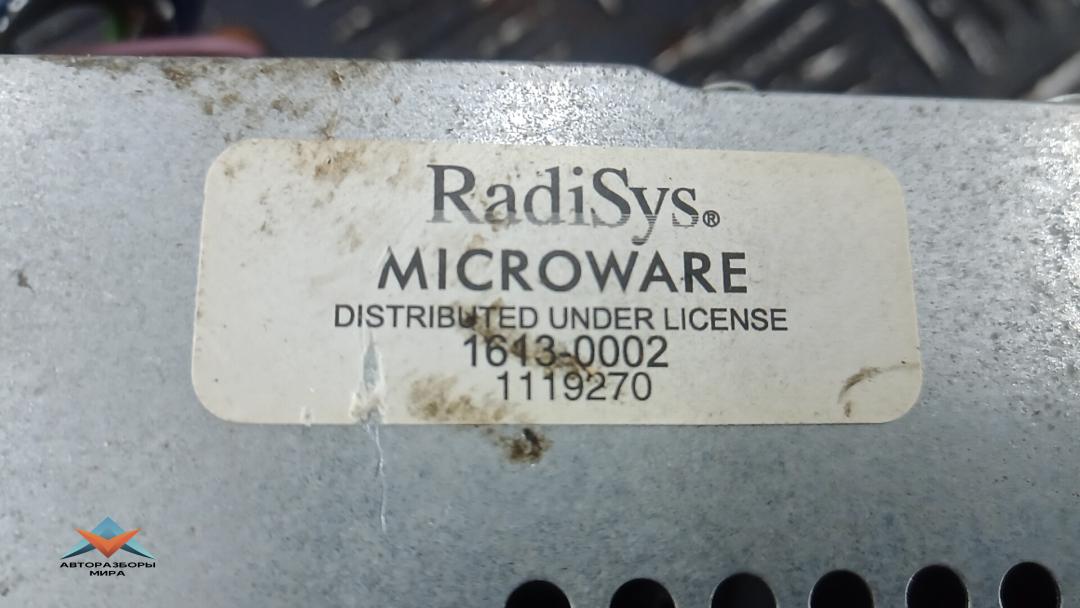 RadiSys®
MICROWARE
DISTRIBUTED UNDER LICENSE
1613-0002
1119270
АВТОРАЗБОРЫ
МИРА